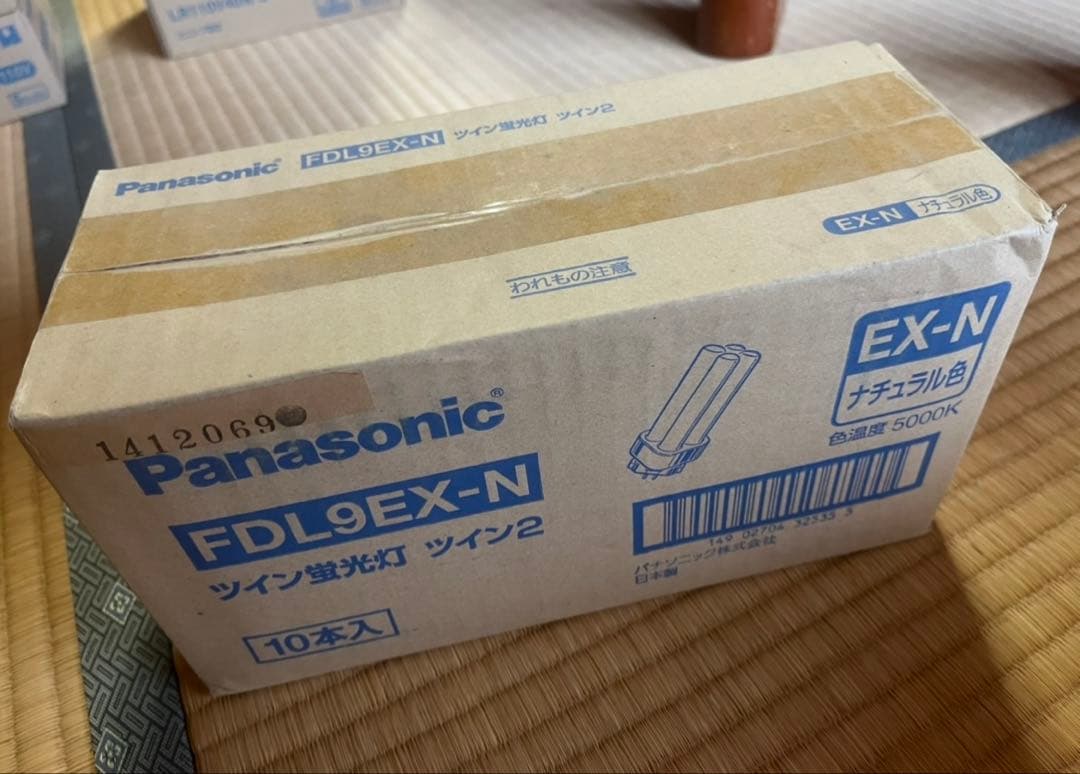 110V
Panasonic FDL9EX-N ツイン蛍光灯 ツイン2
EX-N ナチュラル色
われもの注意
1412069
Panasonic®
FDL9EX-N
ツイン蛍光灯 ツイン2
10本入
EX-N
ナチュラル色
色温度 5000K
パナソニック株式会社
日本製